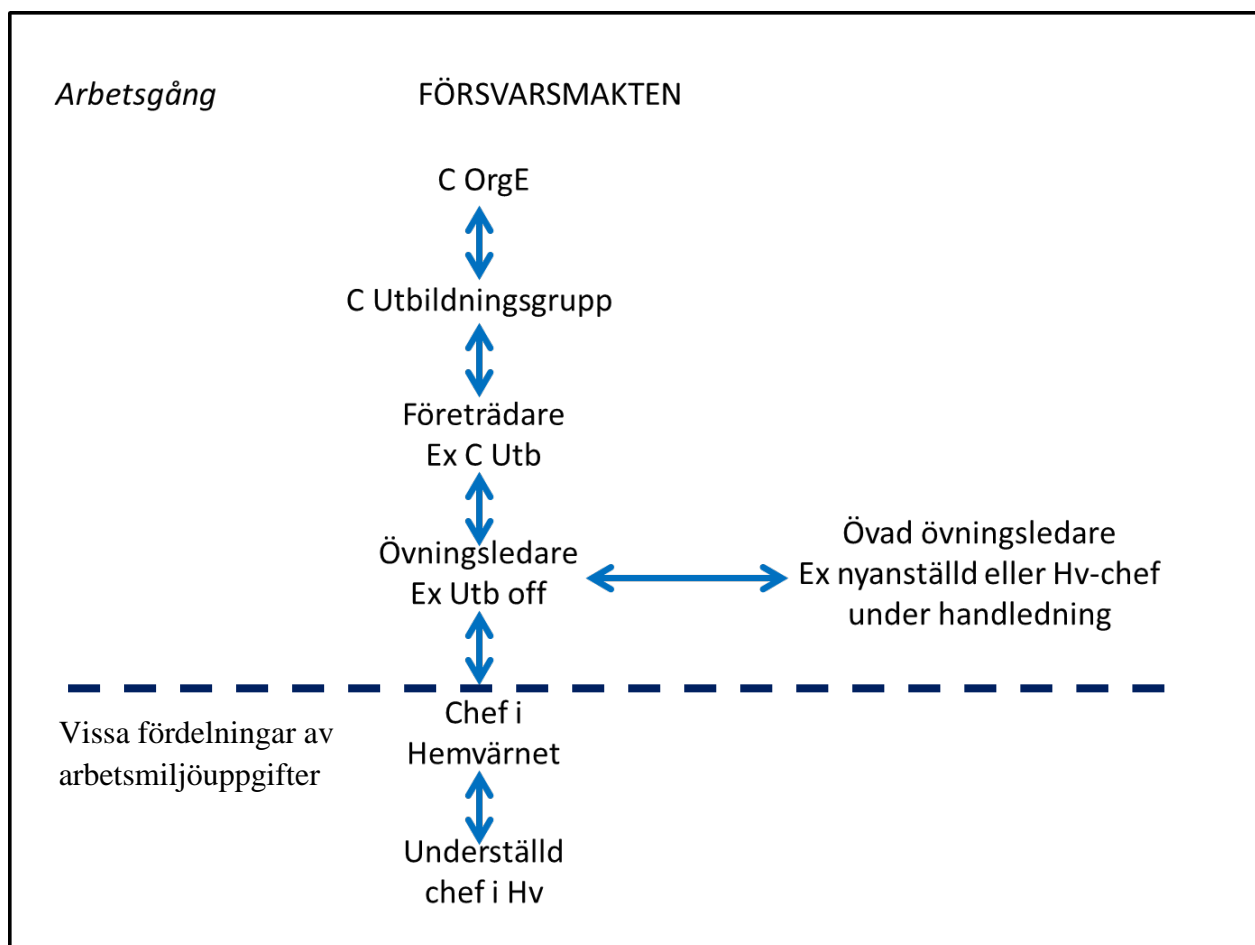 Arbetsgång
FÖRSVARSMAKTEN
C OrgE
C Utbildningsgrupp
Företrädare
Ex C Utb
Övningsledare
Ex Utb off
Övad övningsledare
Ex nyanställd eller Hv-chef
under handledning
Vissa fördelningar av
arbetsmiljöuppgifter
Chef i
Hemvärnet
Underställd
chef i Hv